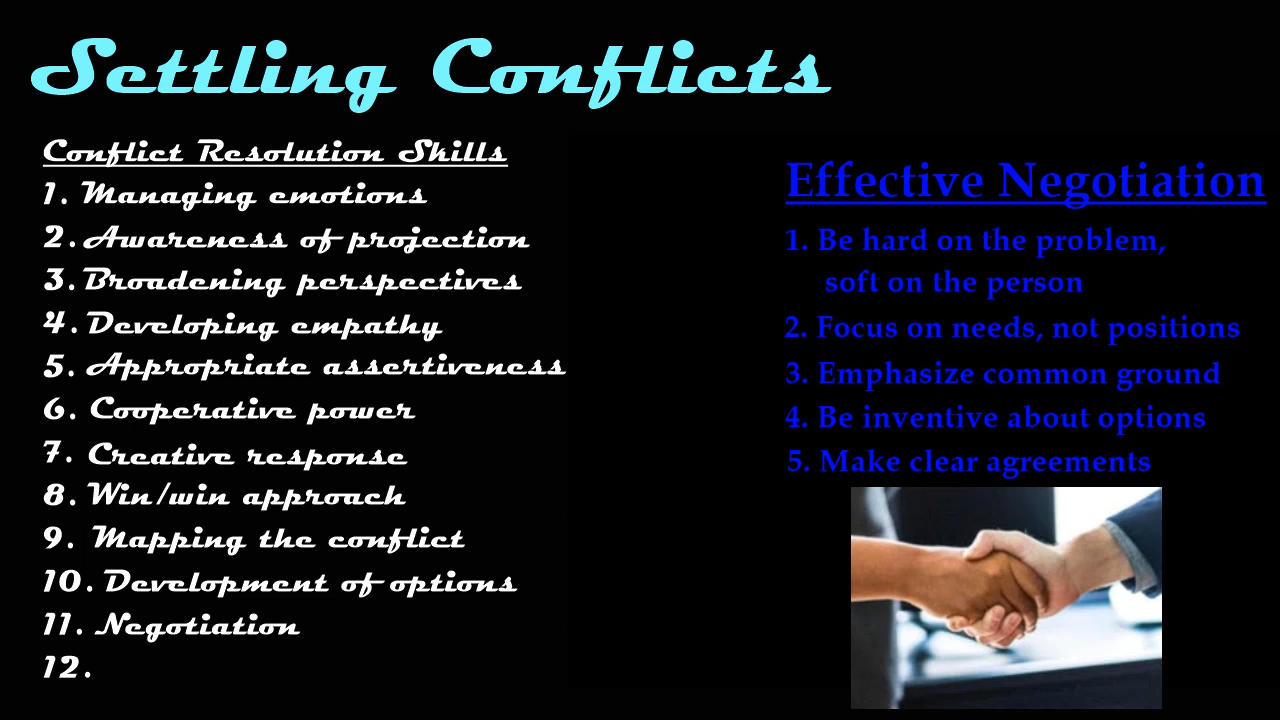 Settling Conflicts
Conflict Resolution Skills
1. Managing emotions
2. Awareness of projection
3. Broadening perspectives
4. Developing empathy
5. Appropriate assertiveness
6. Cooperative power
7. Creative response
8. Win/win approach
9. Mapping the conflict
10. Development of options
11. Negotiation
12.
Effective Negotiation
1. Be hard on the problem,
soft on the person
2. Focus on needs, not positions
3. Emphasize common ground
4. Be inventive about options
5. Make clear agreements